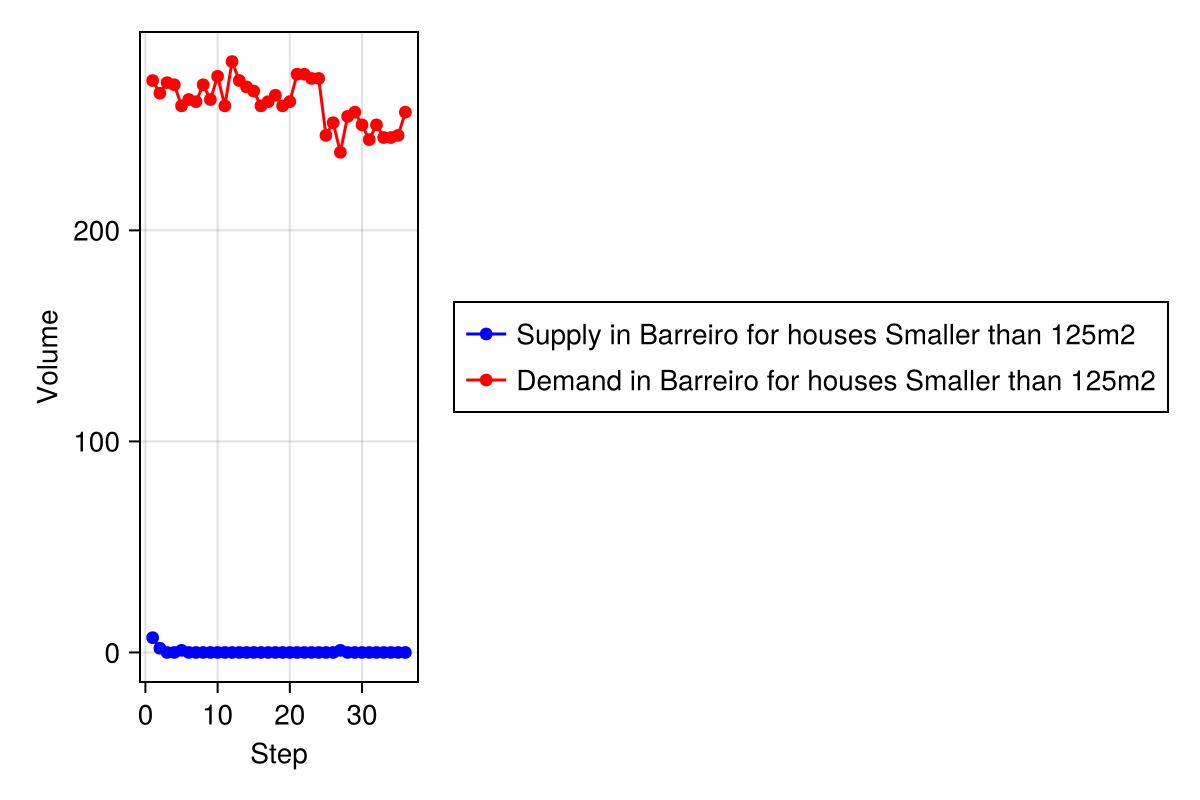 Volume
200
100
0
0 10 20 30
Step
Supply in Barreiro for houses Smaller than 125m2
Demand in Barreiro for houses Smaller than 125m2